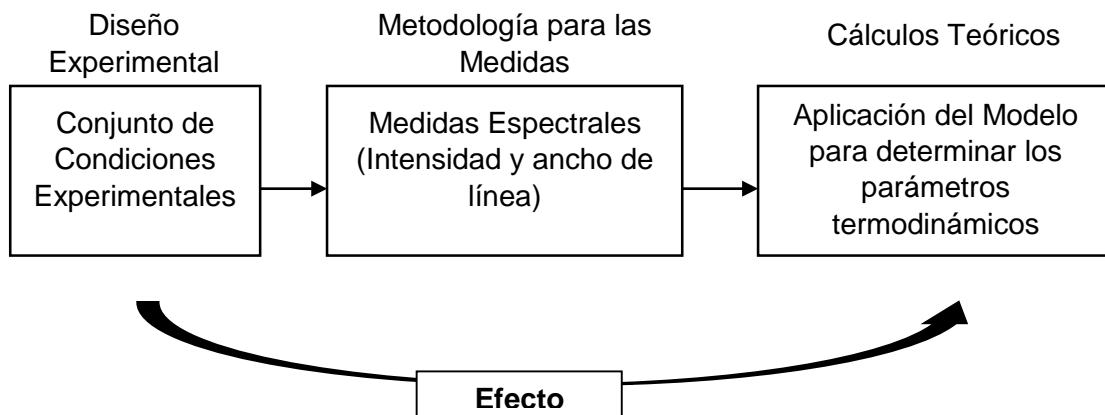 Diseño
Experimental
Conjunto de
Condiciones
Experimentales
Metodología para las
Medidas
Medidas Espectrales
(Intensidad y ancho de
línea)
Cálculos Teóricos
Aplicación del Modelo
para determinar los
parámetros
termodinámicos
Efecto